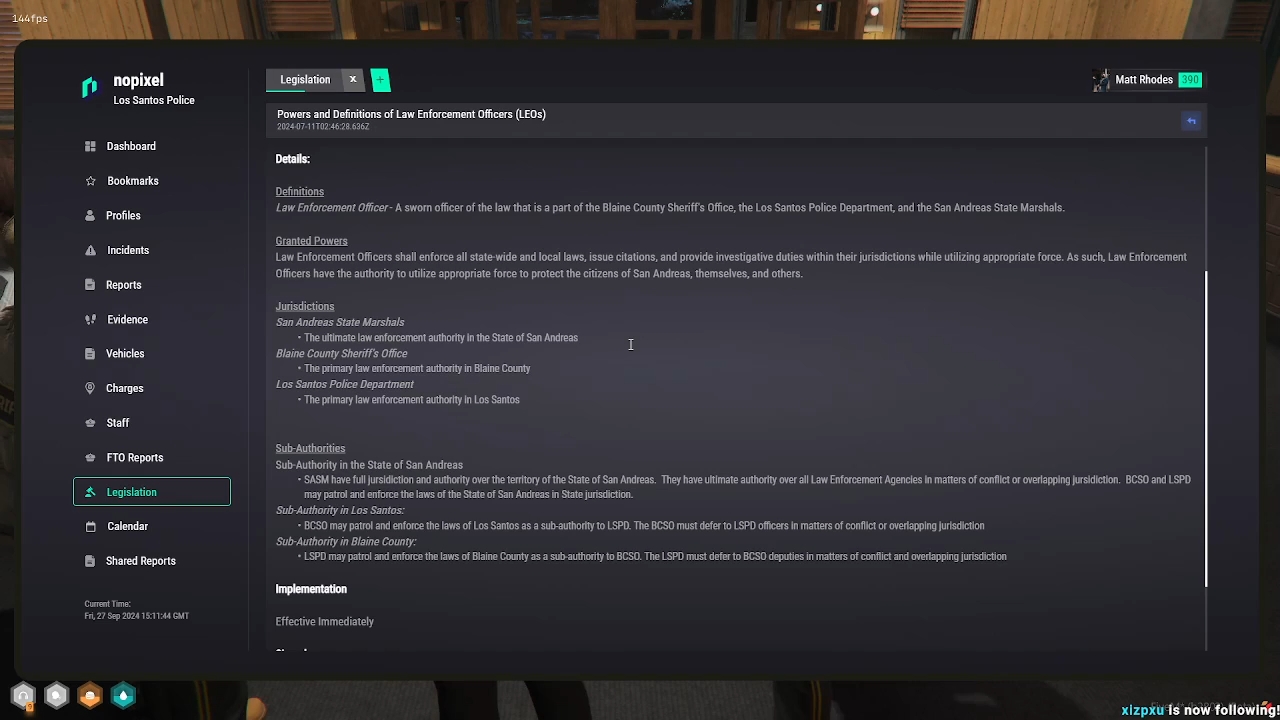 144fps
nopixel
Los Santos Police
Dashboard
Bookmarks
Profiles
Incidents
Reports
Evidence
Vehicles
Charges
Staff
FTO Reports
Legislation
Calendar
Shared Reports
Current Time:
Fri, 27 Sep 2024 15:11:44 GMT
Legislation x +
Matt Rhodes 390
Powers and Definitions of Law Enforcement Officers (LEOs)
2024-07-11T02:46:28.636Z
Details:
Definitions
Law Enforcement Officer - A sworn officer of the law that is a part of the Blaine County Sheriff's Office, the Los Santos Police Department, and the San Andreas State Marshals.
Granted Powers
Law Enforcement Officers shall enforce all state-wide and local laws, issue citations, and provide investigative duties within their jurisdictions while utilizing appropriate force. As such, Law Enforcement
Officers have the authority to utilize appropriate force to protect the citizens of San Andreas, themselves, and others.
Jurisdictions
San Andreas State Marshals
• The ultimate law enforcement authority in the State of San Andreas
Blaine County Sheriff's Office
• The primary law enforcement authority in Blaine County
Los Santos Police Department
• The primary law enforcement authority in Los Santos
Sub-Authorities
Sub-Authority in the State of San Andreas
• SASM have full jursidiction and authority over the territory of the State of San Andreas. They have ultimate authority over all Law Enforcement Agencies in matters of conflict or overlapping jursidiction. BCSO and LSPD
may patrol and enforce the laws of the State of San Andreas in State jurisdiction.
Sub-Authority in Los Santos:
• BCSO may patrol and enforce the laws of Los Santos as a sub-authority to LSPD. The BCSO must defer to LSPD officers in matters of conflict or overlapping jurisdiction
Sub-Authority in Blaine County:
• LSPD may patrol and enforce the laws of Blaine County as a sub-authority to BCSO. The LSPD must defer to BCSO deputies in matters of conflict and overlapping jurisdiction
Implementation
Effective Immediately
xizpxu is now following!